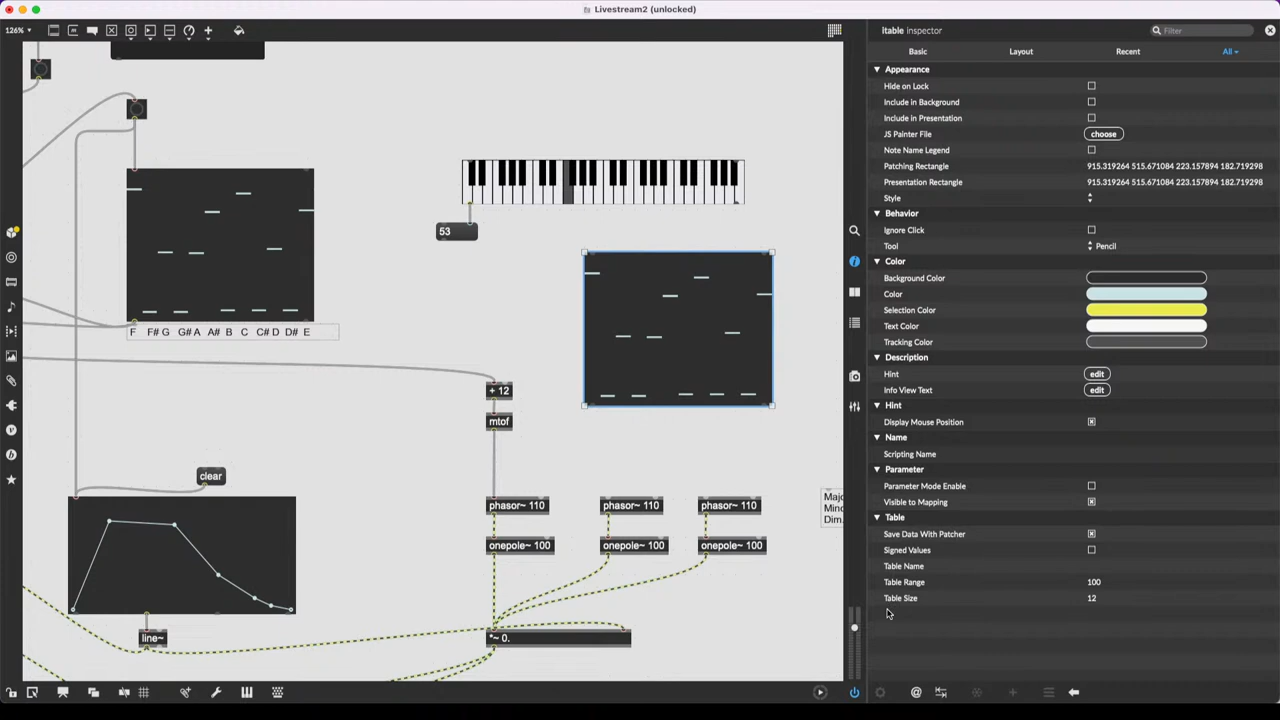 Livestream2 (unlocked)
126%
itable inspector
Filter
Basic
Layout
Recent
All
Appearance
Hide on Lock
Include in Background
Include in Presentation
JS Painter File choose
Note Name Legend
Patching Rectangle 915.319264 515.671084 223.157894 182.719298
Presentation Rectangle 915.319264 515.671084 223.157894 182.719298
Style
Behavior
Ignore Click
Tool Pencil
Color
Background Color
Color
Selection Color
Text Color
Tracking Color
Description
Hint edit
Info View Text edit
Hint
Display Mouse Position
Name
Scripting Name
Parameter
Parameter Mode Enable
Visible to Mapping
Table
Save Data With Patcher
Signed Values
Table Name
Table Range 100
Table Size 12
53
F F# G G# A A# B C C# D D# E
+ 12
mtof
clear
phasor~ 110
phasor~ 110
phasor~ 110
Maj
Min
Dim.
onepole~ 100
onepole~ 100
onepole~ 100
line~
*~ 0.